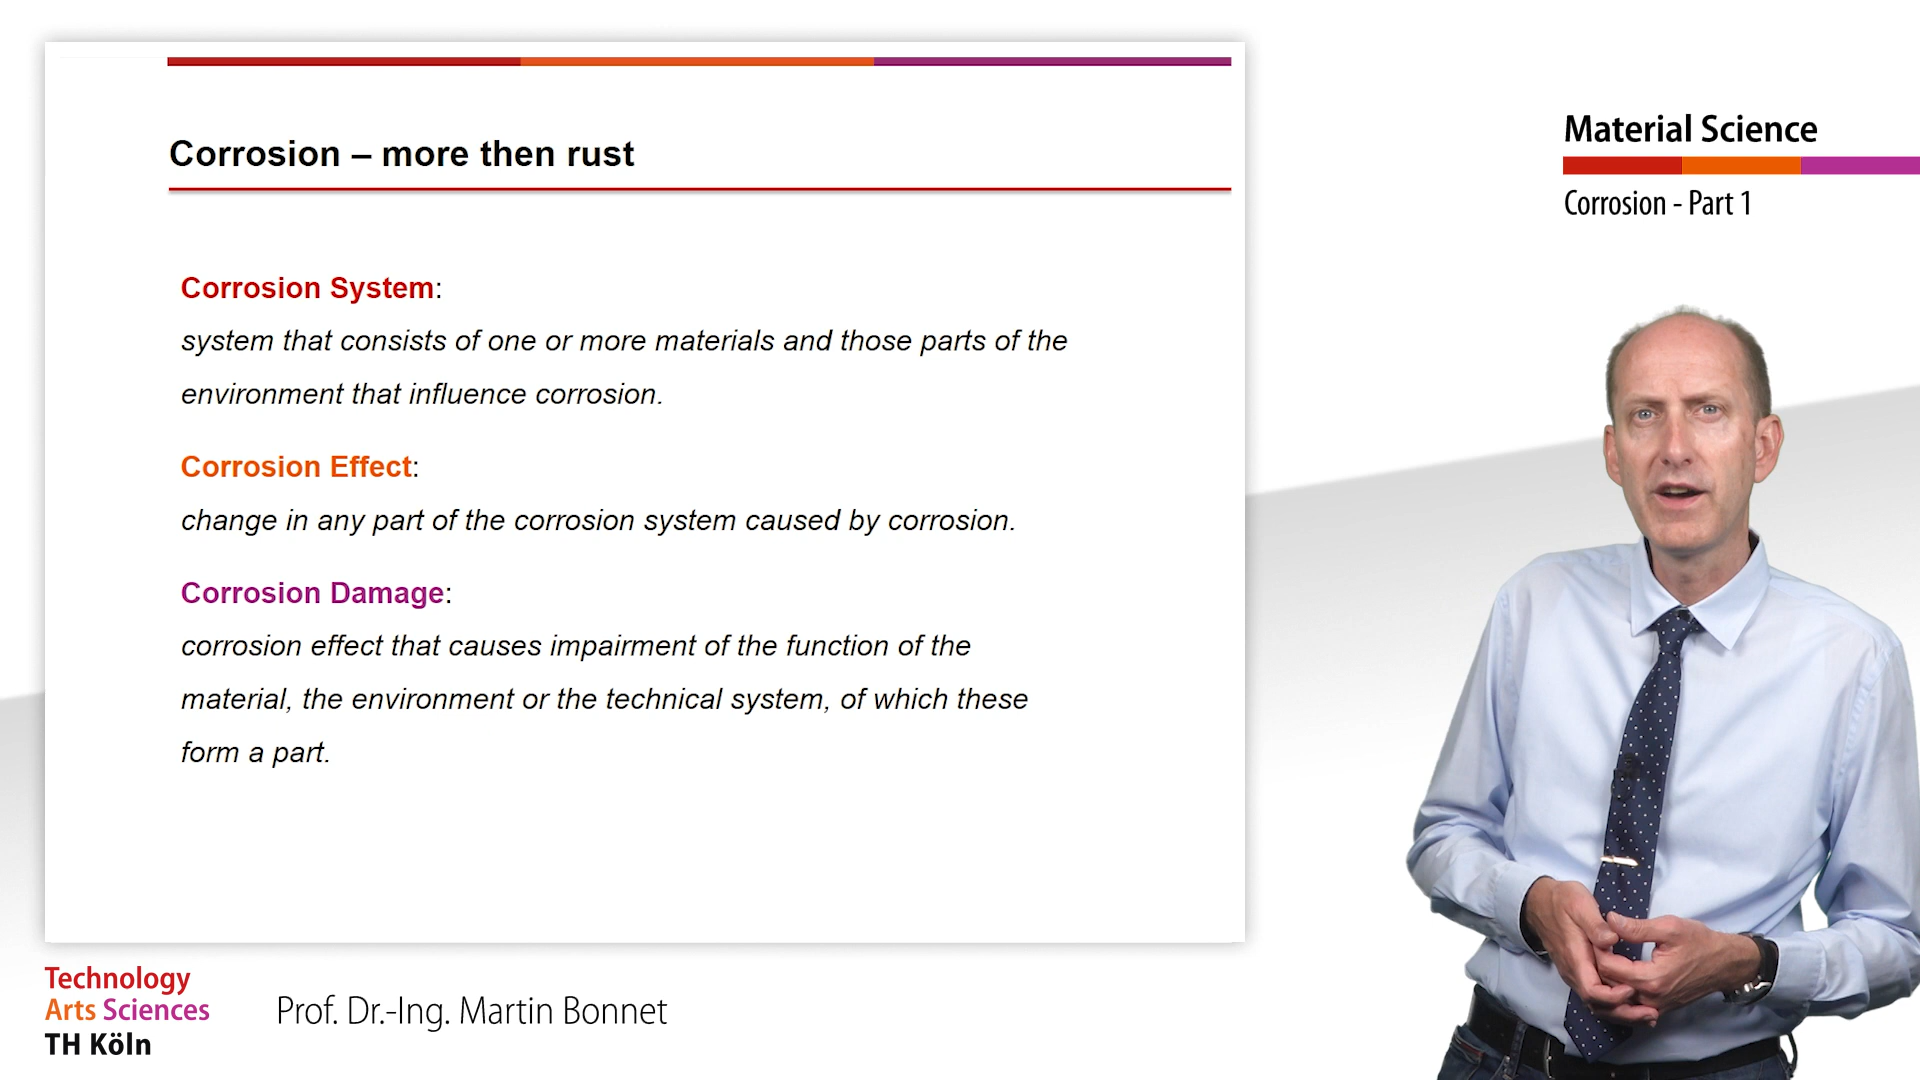 Corrosion – more then rust
Corrosion System:
system that consists of one or more materials and those parts of the
environment that influence corrosion.
Corrosion Effect:
change in any part of the corrosion system caused by corrosion.
Corrosion Damage:
corrosion effect that causes impairment of the function of the
material, the environment or the technical system, of which these
form a part.
Material Science
Corrosion - Part 1
Technology
Arts Sciences
TH Köln
Prof. Dr.-Ing. Martin Bonnet